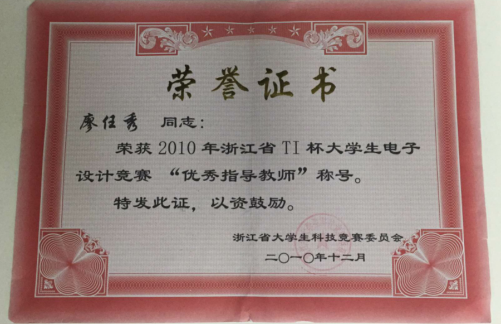 荣誉证书
廖任秀 同志:
荣获2010年浙江省TI杯大学生电子
设计竞赛 “优秀指导教师”称号。
特发此证, 以资鼓励。
浙江省大学生科技竞赛委员会
二〇一〇年十二月